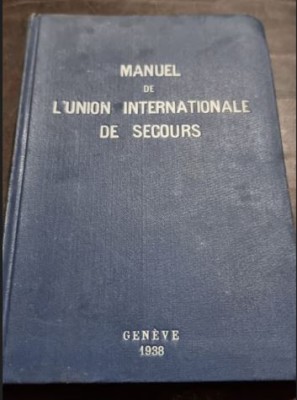 MANUEL
DE
L'UNION INTERNATIONALE
DE SECOURS
GENÈVE
1938